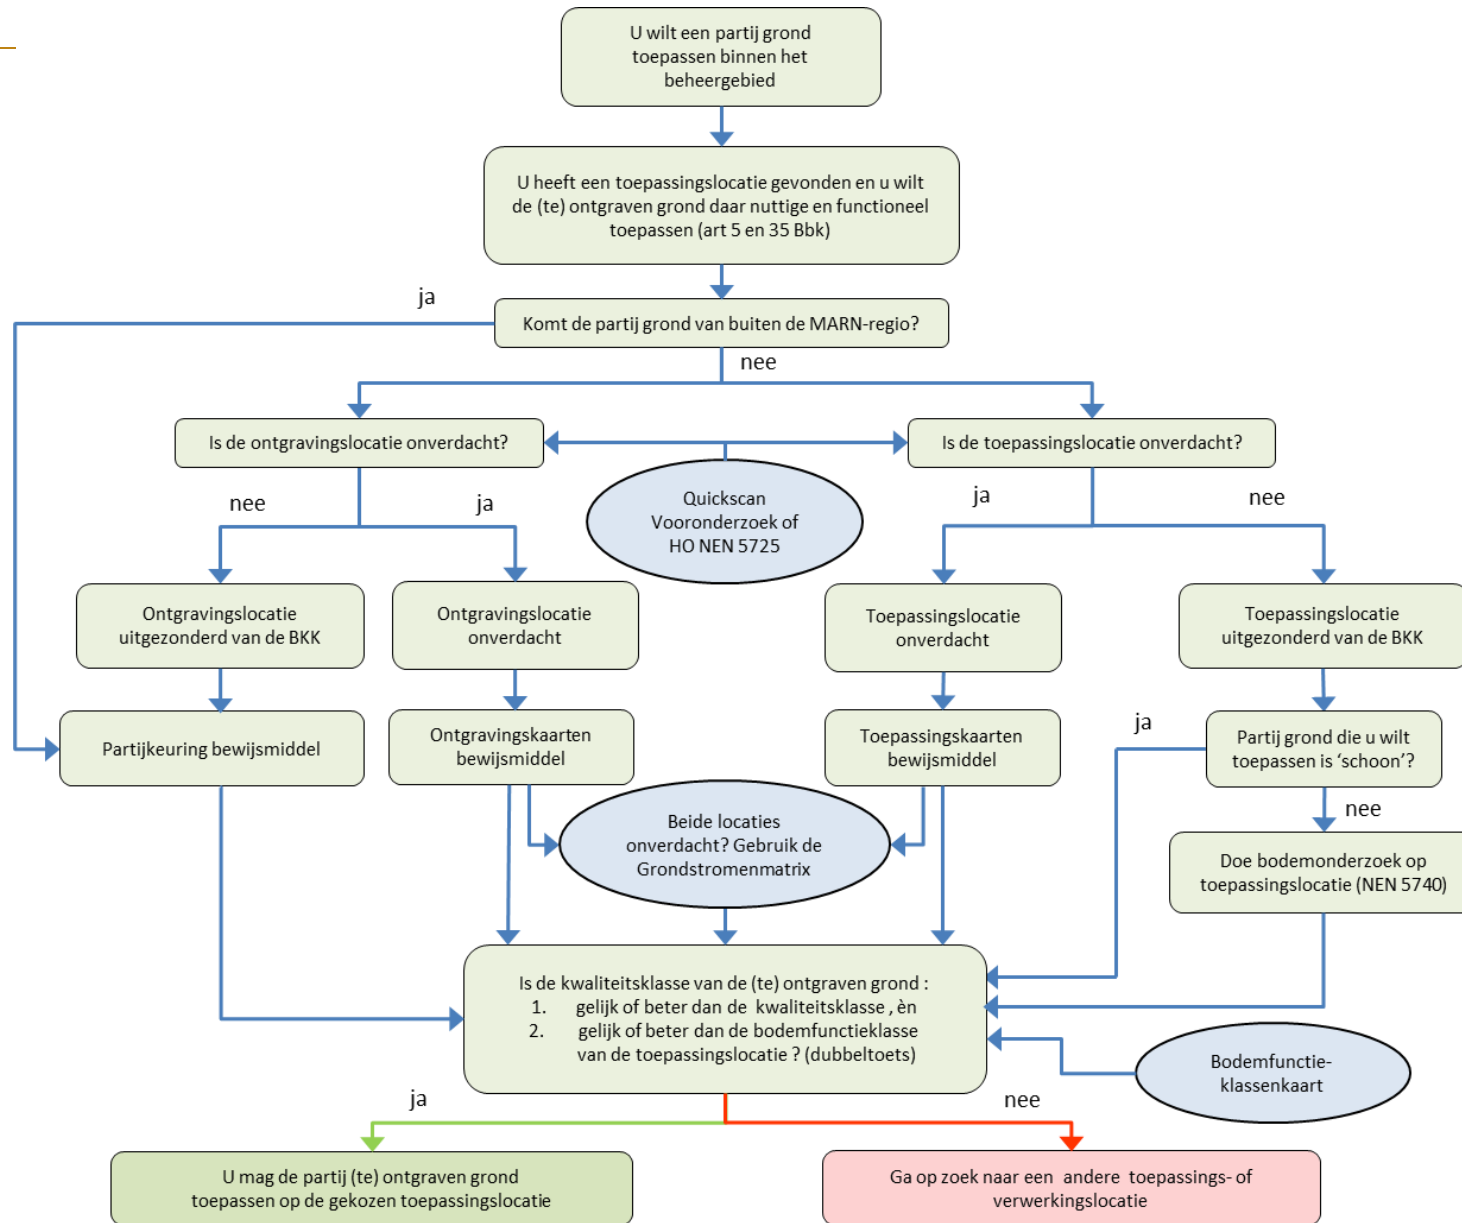 U wilt een partij grond
toepassen binnen het
beheergebied
U heeft een toepassingslocatie gevonden en u wilt
de (te) ontgraven grond daar nuttige en functioneel
toepassen (art 5 en 35 Bbk)
ja
Komt de partij grond van buiten de MARN-regio?
nee
Is de ontgravingslocatie onverdacht?
Is de toepassingslocatie onverdacht?
Quickscan
Vooronderzoek of
HO NEN 5725
nee
ja
ja
nee
Ontgravingslocatie
uitgezonderd van de BKK
Ontgravingslocatie
onverdacht
Toepassingslocatie
onverdacht
Toepassingslocatie
uitgezonderd van de BKK
Partijkeuring bewijsmiddel
Ontgravingskaarten
bewijsmiddel
Toepassingskaarten
bewijsmiddel
ja
Partij grond die u wilt
toepassen is ‘schoon’?
nee
Beide locaties
onverdacht? Gebruik de
Grondstromenmatrix
Doe bodemonderzoek op
toepassingslocatie (NEN 5740)
Is de kwaliteitsklasse van de (te) ontgraven grond :
1. gelijk of beter dan de kwaliteitsklasse , èn
2. gelijk of beter dan de bodemfunctieklasse
van de toepassingslocatie ? (dubbeltoets)
Bodemfunctie-
klassenkaart
ja
nee
U mag de partij (te) ontgraven grond
toepassen op de gekozen toepassingslocatie
Ga op zoek naar een andere toepassings- of
verwerkingslocatie